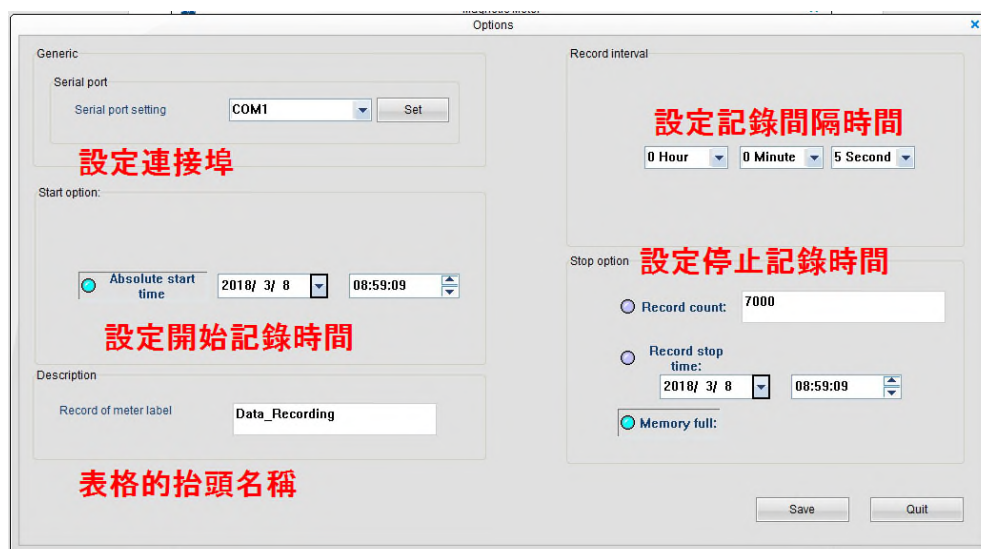 Options
Generic
Serial port
Serial port setting
COM1
Set
設定連接埠
Start option:
Absolute start
time
2018/ 3/ 8
08:59:09
設定開始記錄時間
Description
Record of meter label
Data_Recording
表格的抬頭名稱
Record interval
設定記錄間隔時間
0 Hour
0 Minute
5 Second
Stop option
設定停止記錄時間
Record count:
7000
Record stop
time:
2018/ 3/ 8
08:59:09
Memory full:
Save
Quit